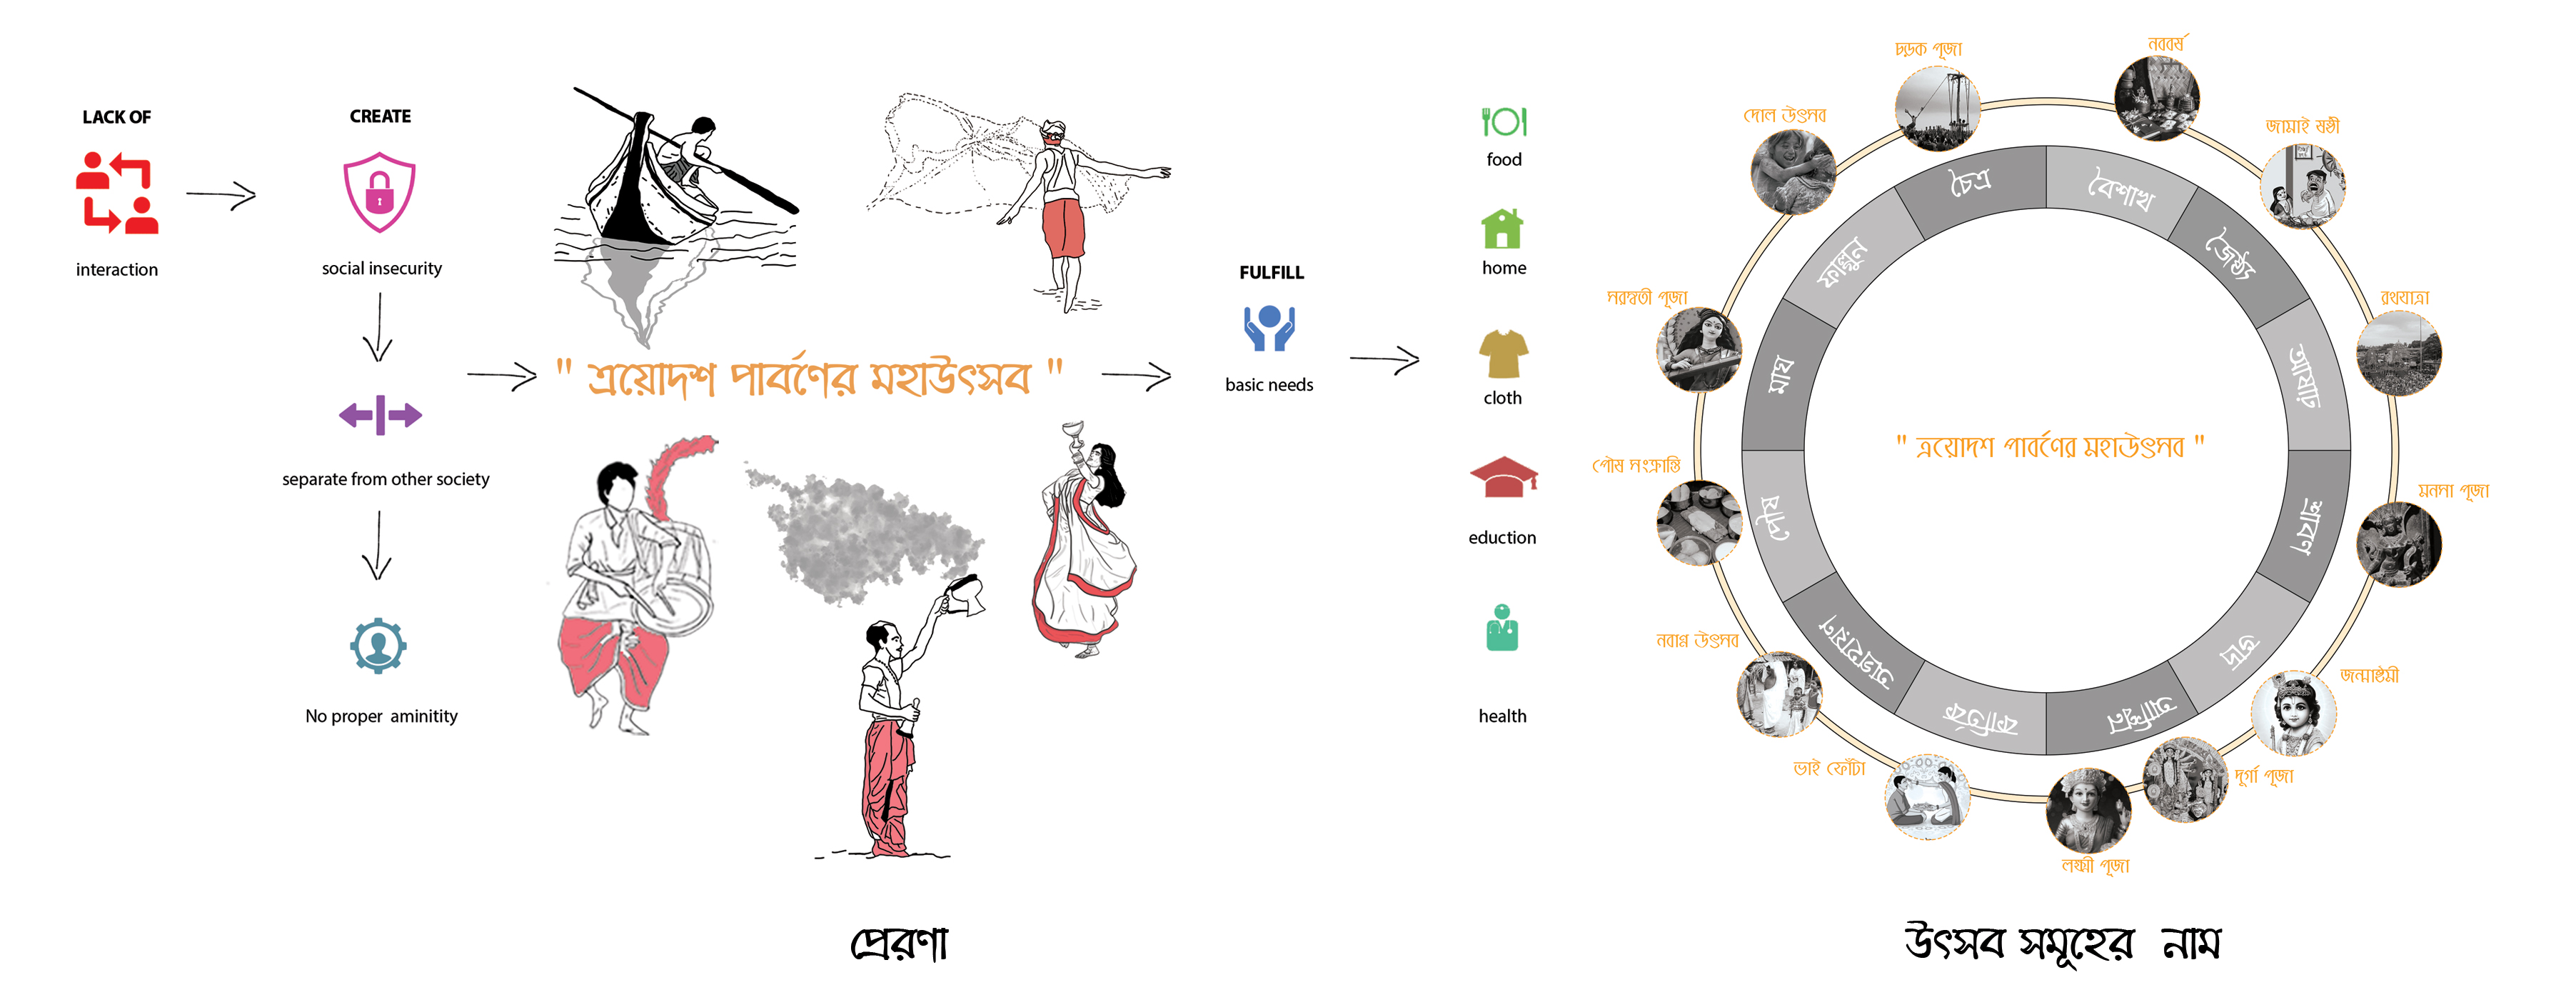 LACK OF
interaction
CREATE
social insecurity
separate from other society
No proper aminitity
" ত্রয়োদশ পার্বণের মহাউৎসব "
FULFILL
basic needs
food
home
cloth
eduction
health
প্রেরণা
চড়ক পূজা
নববর্ষ
দোল উৎসব
জামাই ষষ্ঠী
সরস্বতী পূজা
রথযাত্রা
পৌষ সংক্রান্তি
মনসা পূজা
নবান্ন উৎসব
জন্মাষ্টমী
ভাই ফোঁটা
দূর্গা পূজা
লক্ষ্মী পূজা
বৈশাখ
জ্যৈষ্ঠ্য
আষাঢ়
শ্রাবণ
ভাদ্র
আশ্বিন
কার্তিক
অগ্রহায়ণ
পৌষ
মাঘ
ফাল্গুন
চৈত্র
" ত্রয়োদশ পার্বণের মহাউৎসব "
উৎসব সমূহের নাম